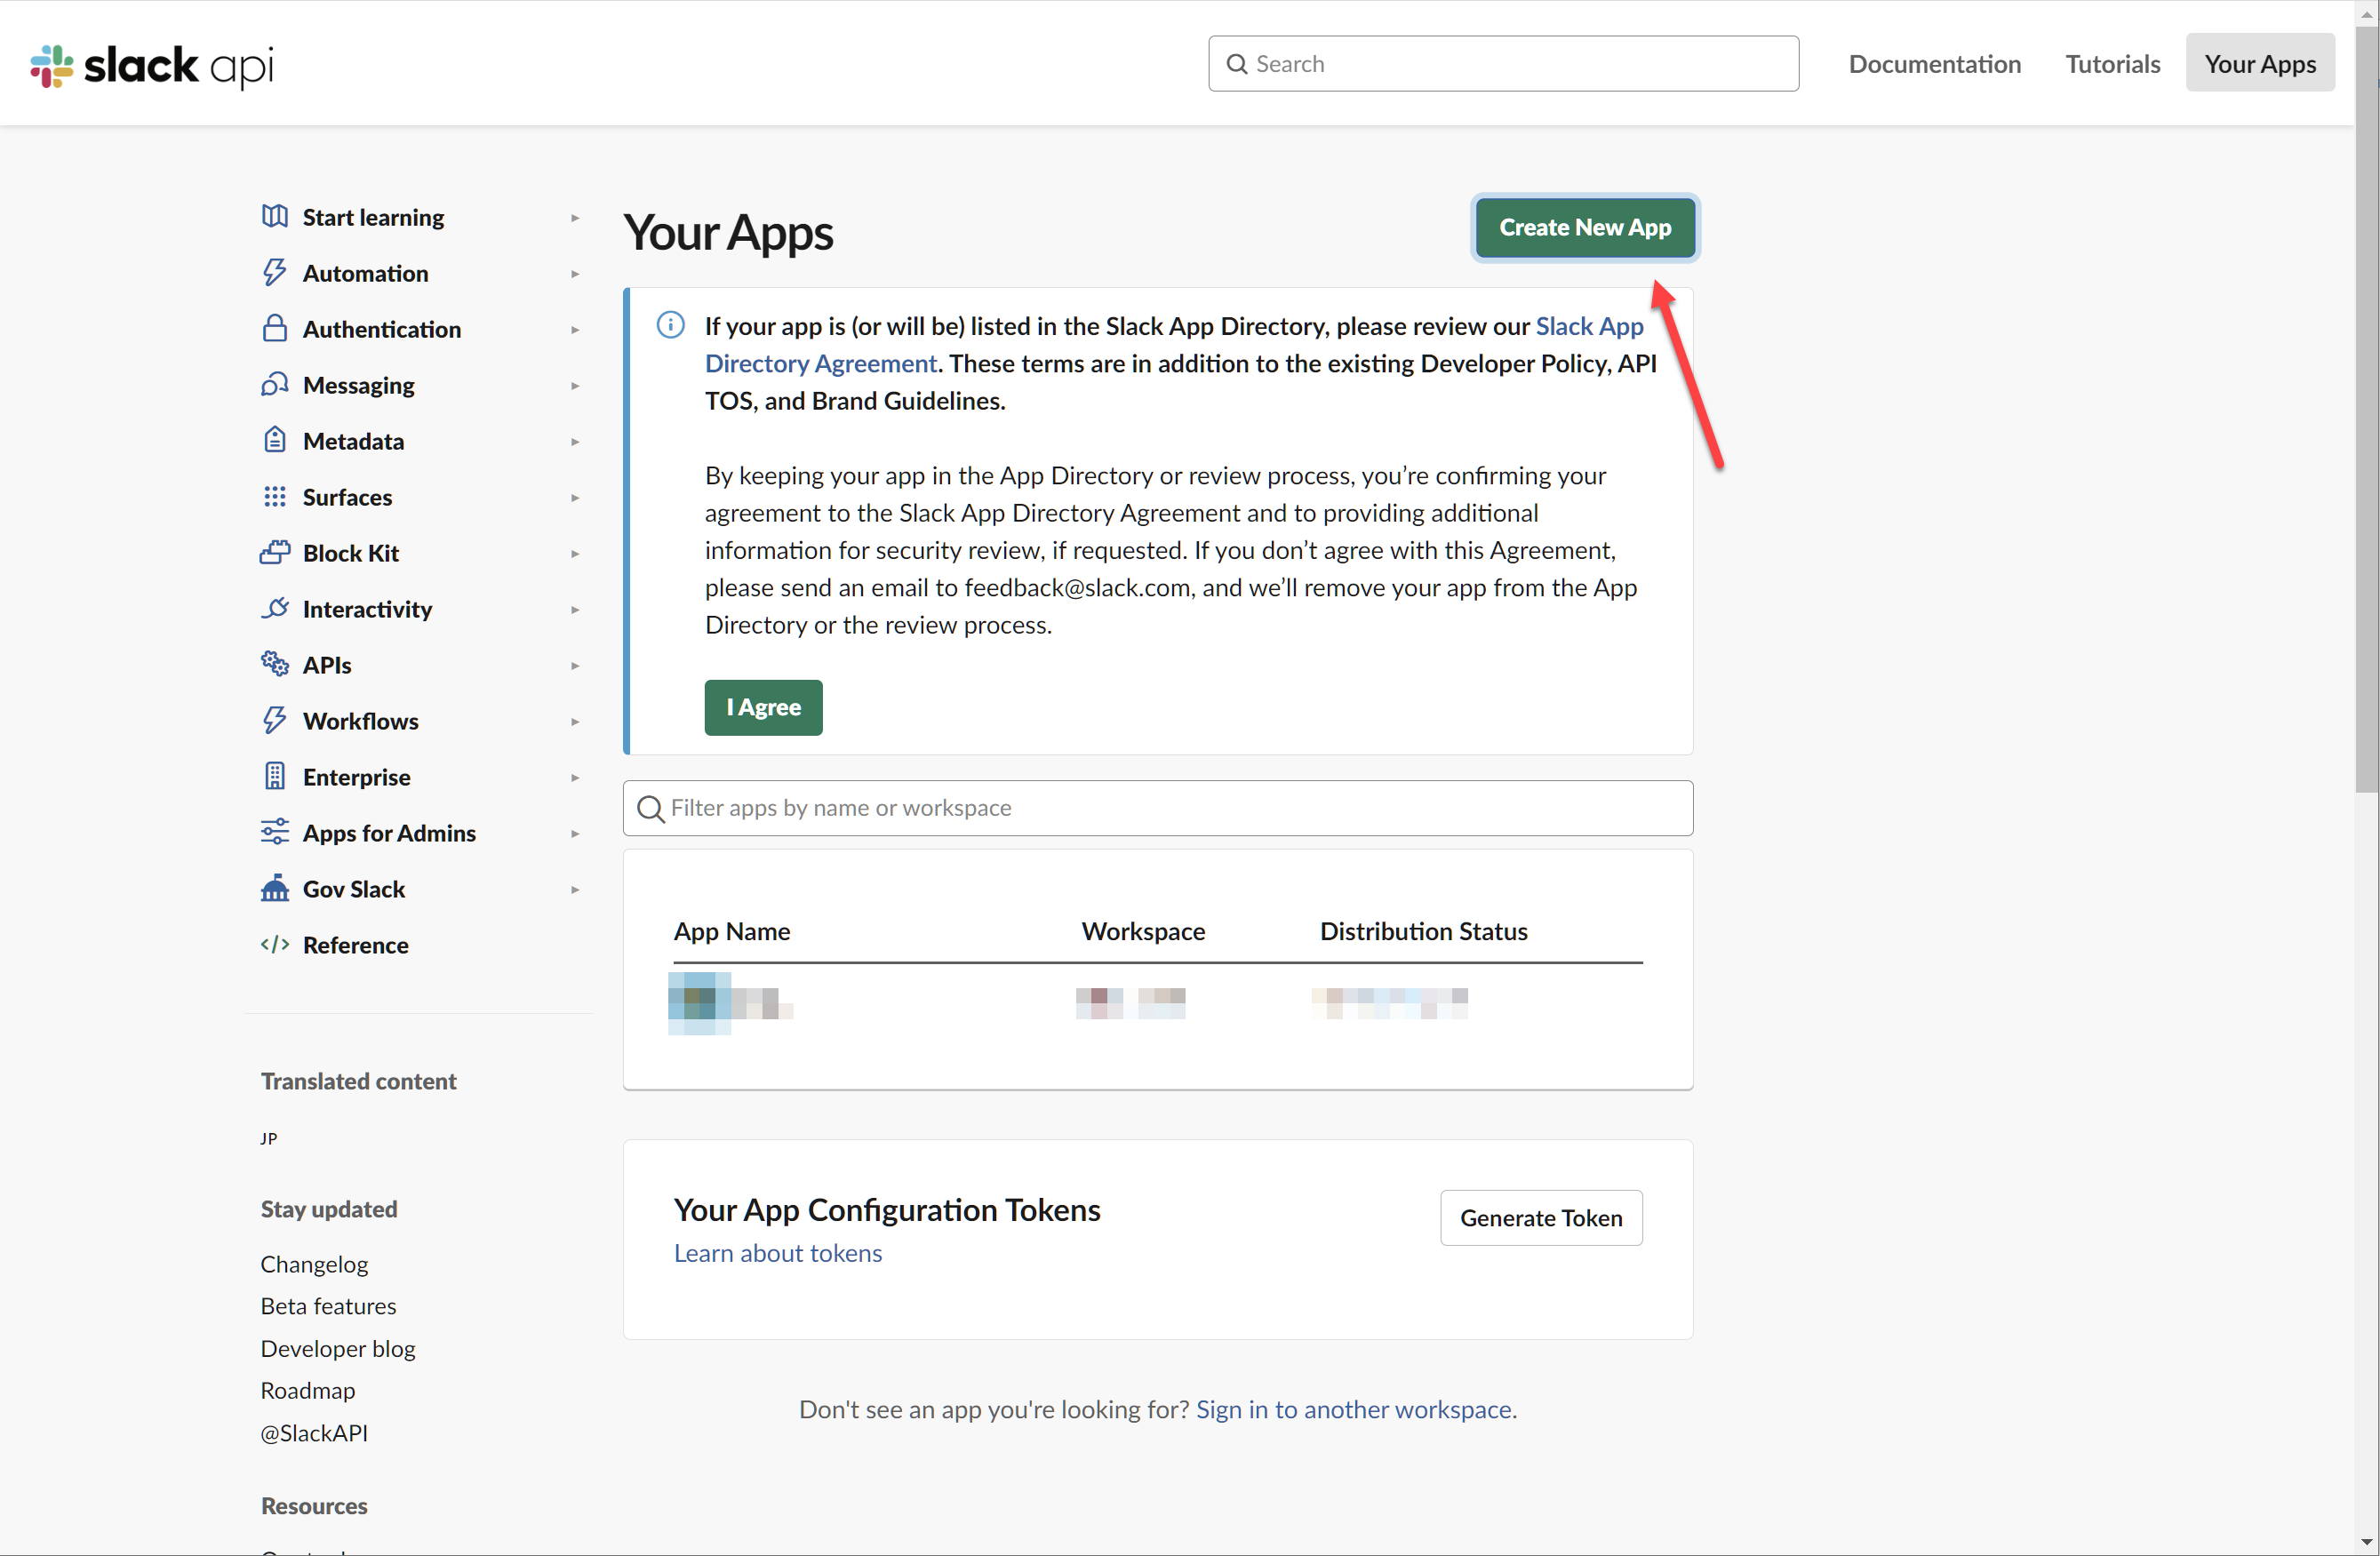 slack api
Search
Documentation
Tutorials
Your Apps
Start learning
Automation
Authentication
Messaging
Metadata
Surfaces
Block Kit
Interactivity
APIs
Workflows
Enterprise
Apps for Admins
Gov Slack
</> Reference
Translated content
JP
Stay updated
Changelog
Beta features
Developer blog
Roadmap
@SlackAPI
Resources
Your Apps
Create New App
If your app is (or will be) listed in the Slack App Directory, please review our Slack App
Directory Agreement. These terms are in addition to the existing Developer Policy, API
TOS, and Brand Guidelines.
By keeping your app in the App Directory or review process, you’re confirming your
agreement to the Slack App Directory Agreement and to providing additional
information for security review, if requested. If you don’t agree with this Agreement,
please send an email to feedback@slack.com, and we’ll remove your app from the App
Directory or the review process.
I Agree
Filter apps by name or workspace
App Name
Workspace
Distribution Status
Your App Configuration Tokens
Generate Token
Learn about tokens
Don't see an app you're looking for? Sign in to another workspace.